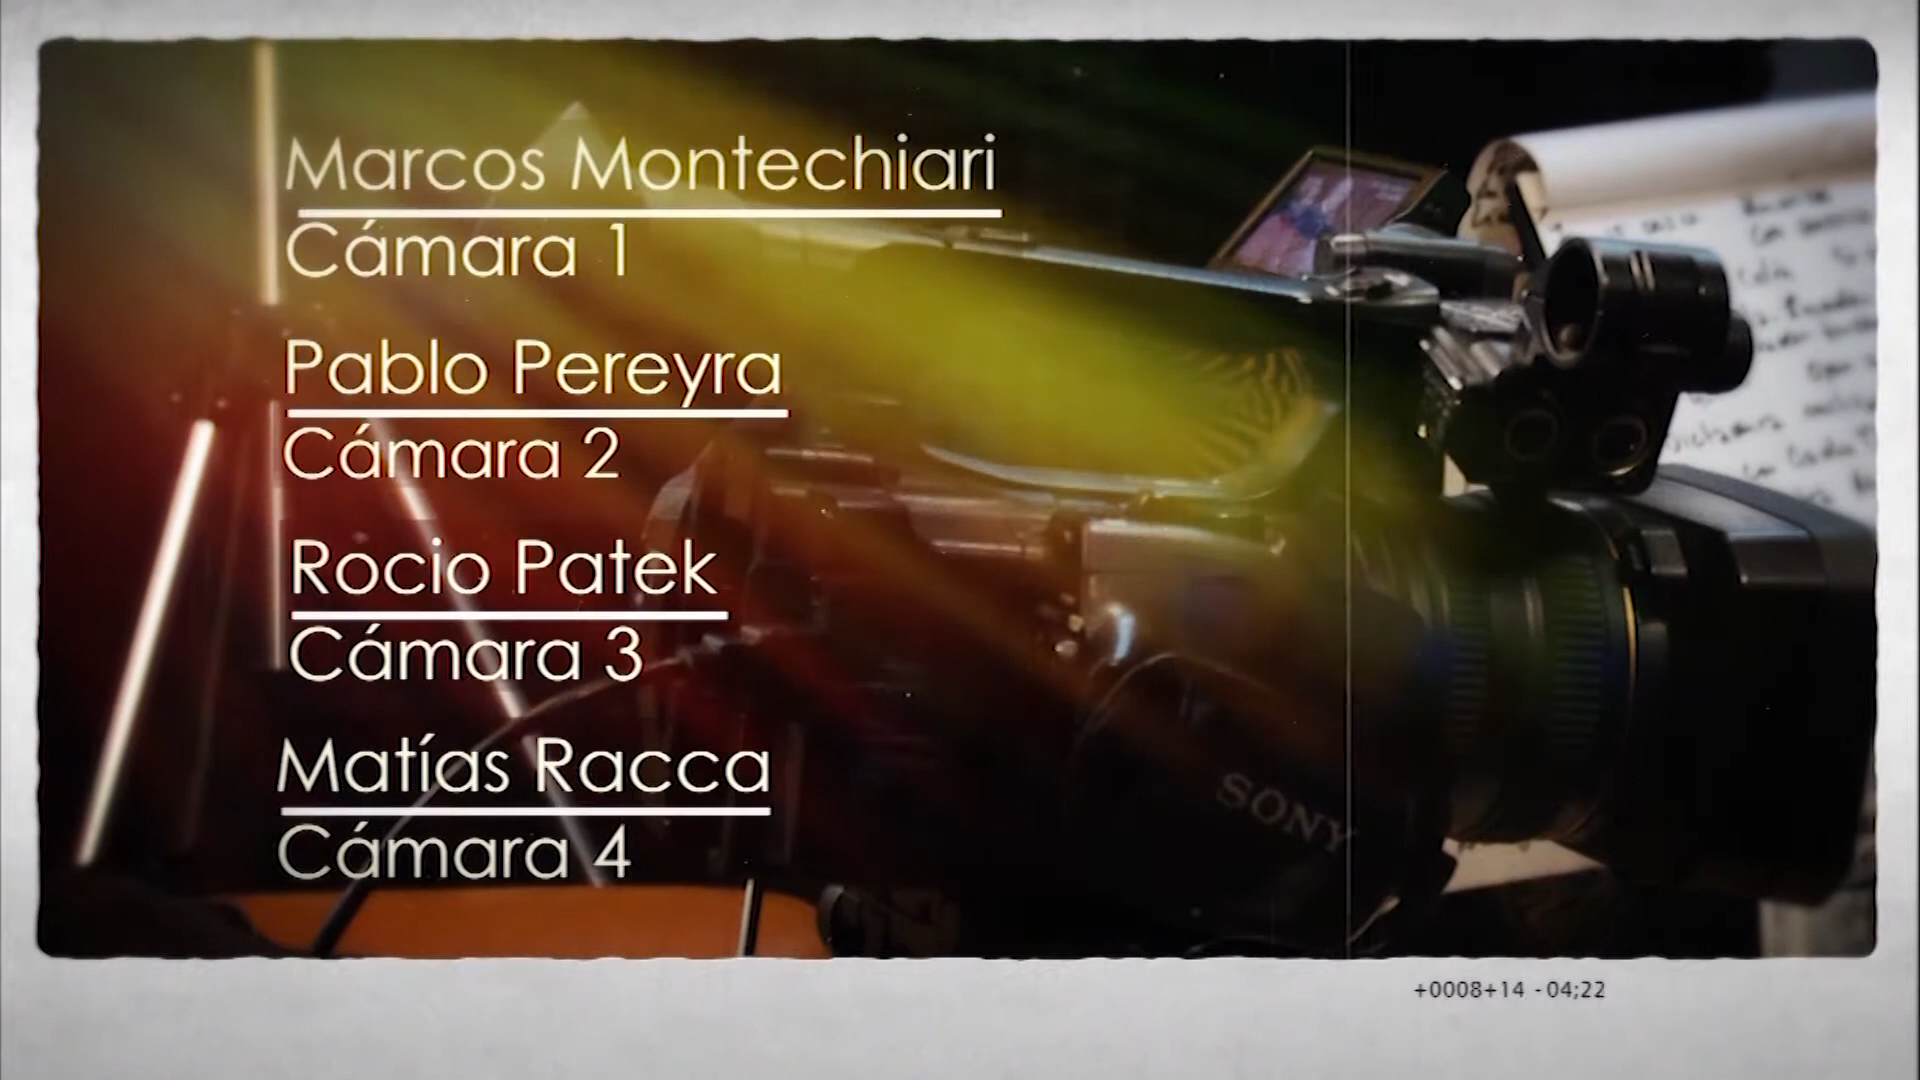 Marcos Montechiari
Cámara 1
Pablo Pereyra
Cámara 2
Rocio Patek
Cámara 3
Matías Racca
Cámara 4
SONY
+0008+14 - 04;22